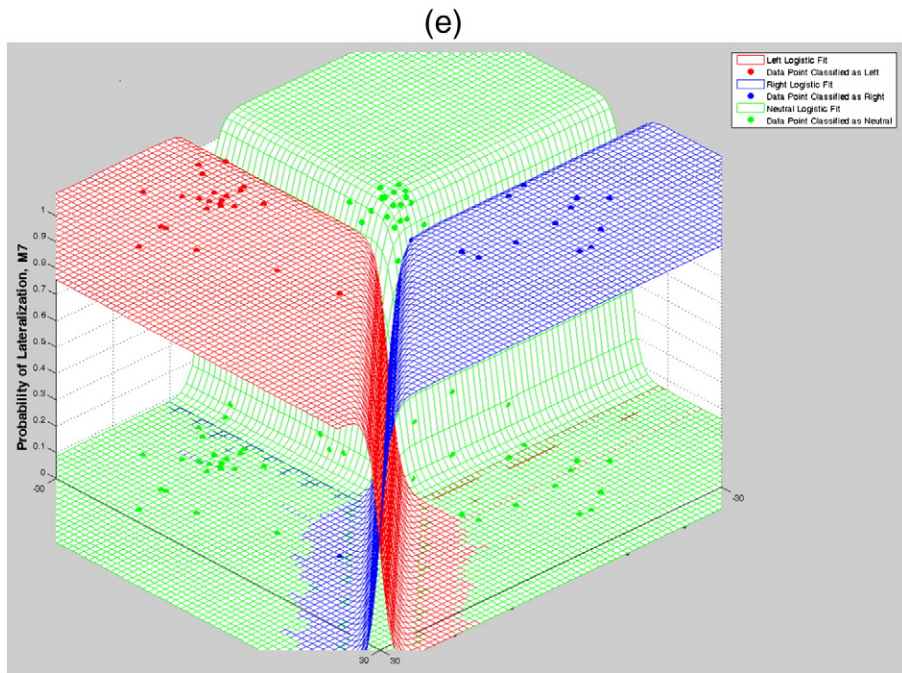 (e)
Left Logistic Fit
Data Point Classified as Left
Right Logistic Fit
Data Point Classified as Right
Neutral Logistic Fit
Data Point Classified as Neutral
Probability of Lateralization, M7
1
0.9
0.8
0.7
0.6
0.5
0.4
0.3
0.2
0.1
0
-30
-30
30 30